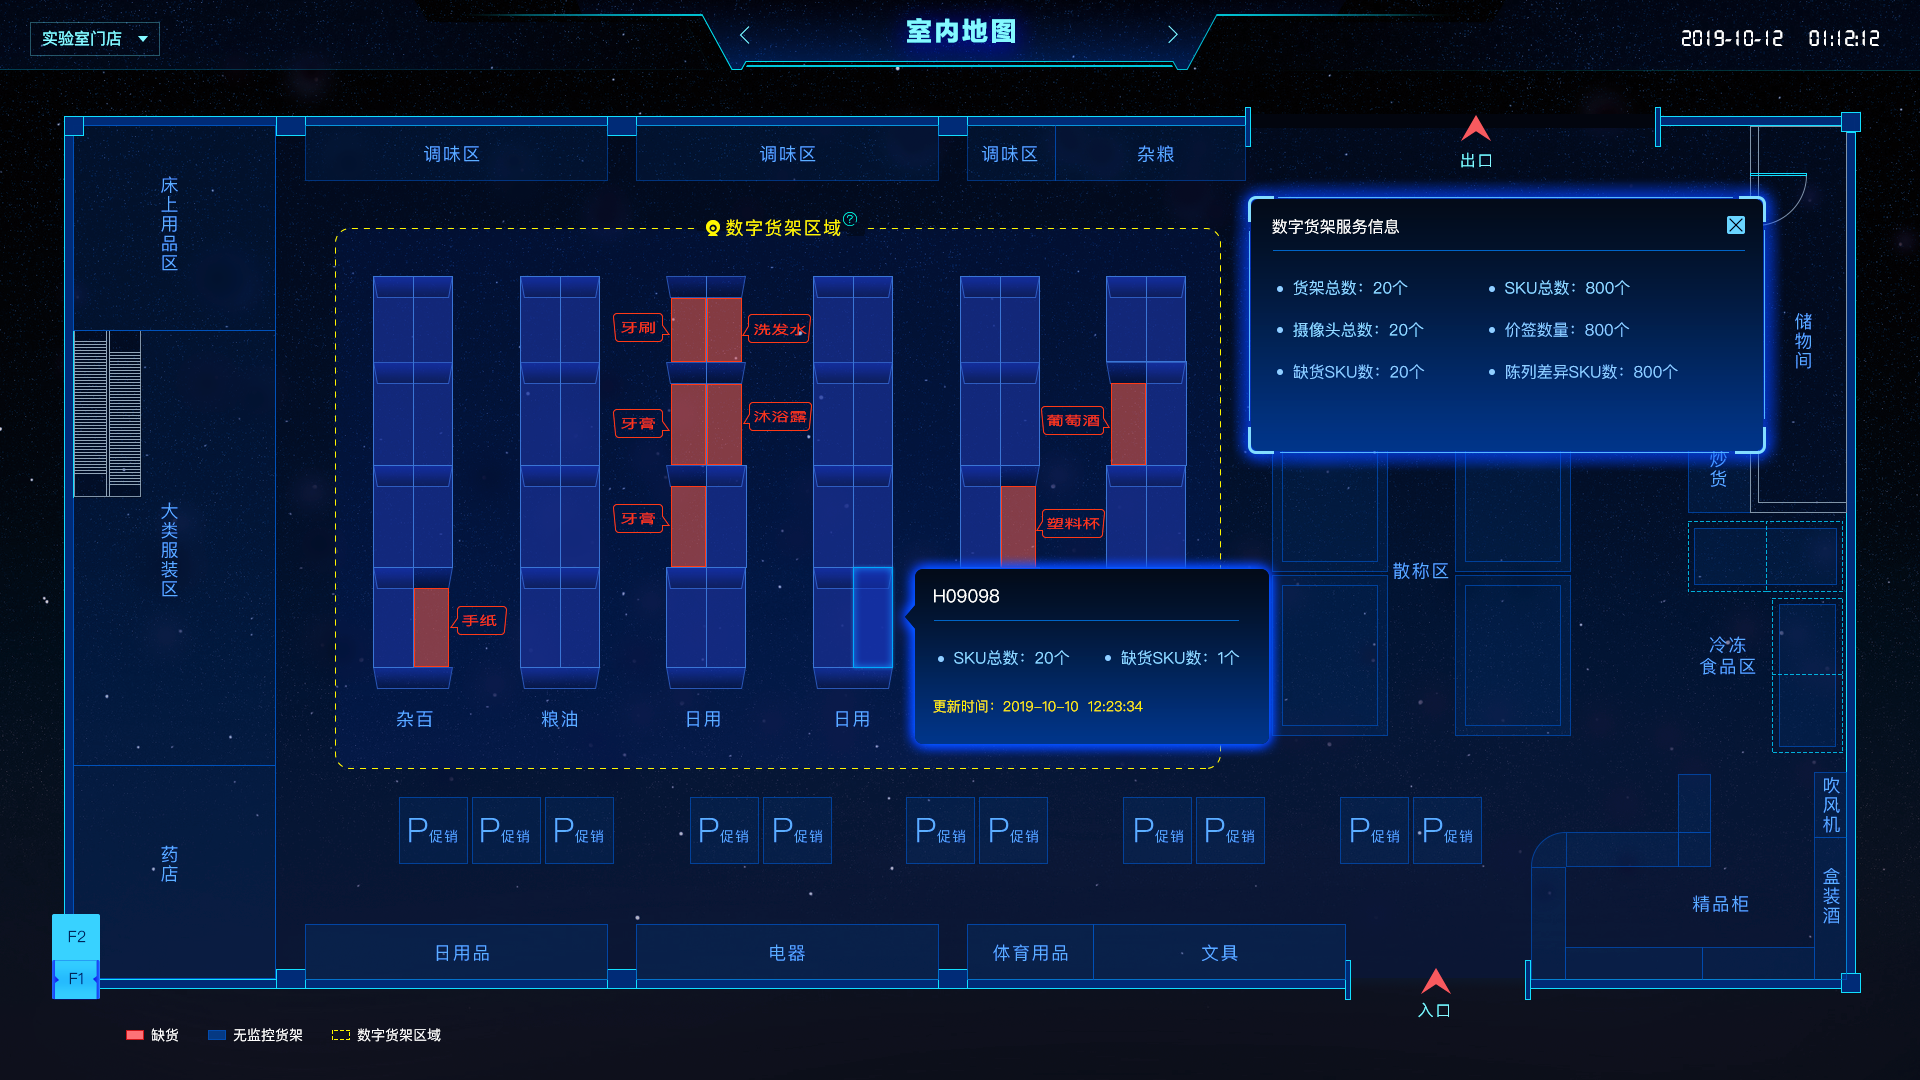 实验室门店
室内地图
2019-10-12 01:12:12
调味区
调味区
调味区
杂粮
出口
床上用品区
数字货架区域
?
数字货架服务信息
货架总数：20个
SKU总数：800个
摄像头总数：20个
价签数量：800个
缺货SKU数：20个
陈列差异SKU数：800个
储物间
牙刷
洗发水
牙膏
沐浴露
葡萄酒
牙膏
塑料杯
手纸
炒货
大类服装区
散称区
冷冻
食品区
H09098
SKU总数：20个
缺货SKU数：1个
更新时间：2019-10-10 12:23:34
杂百
粮油
日用
日用
P促销
P促销
P促销
P促销
P促销
P促销
P促销
P促销
P促销
P促销
P促销
吹风机
药店
盒装酒
精品柜
F2
F1
日用品
电器
体育用品
文具
入口
缺货
无监控货架
数字货架区域